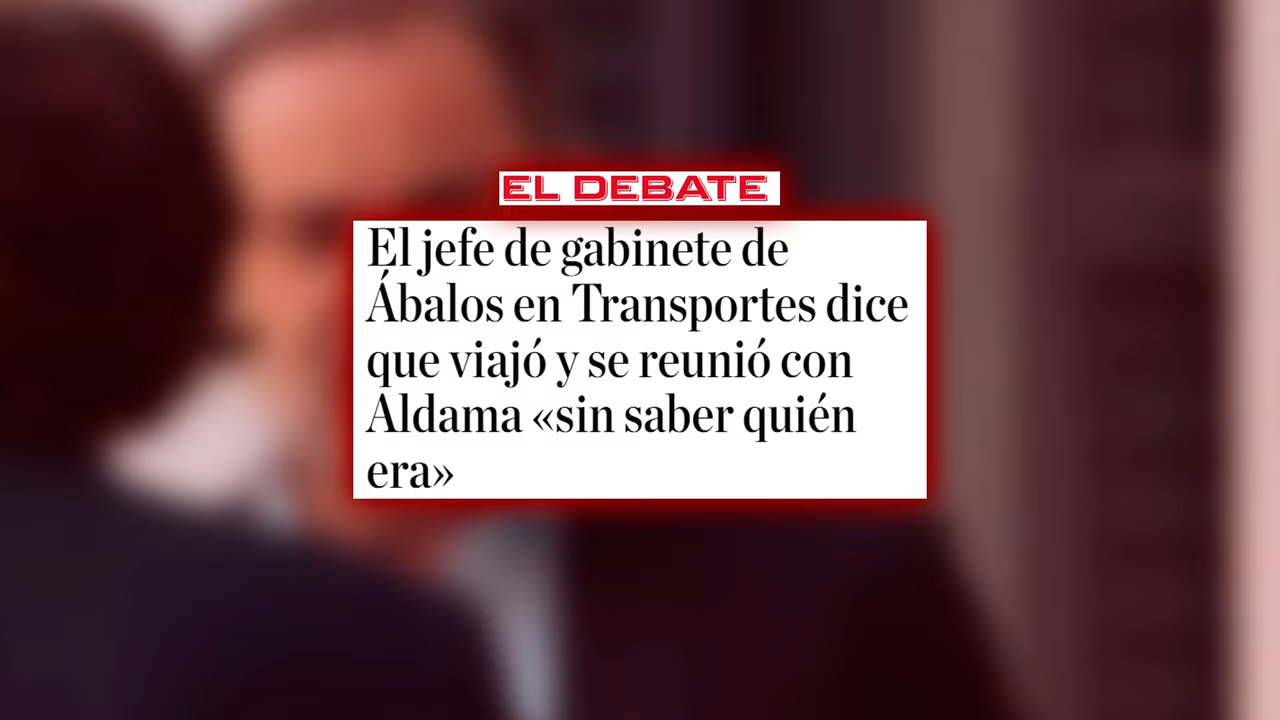 EL DEBATE
El jefe de gabinete de
Ábalos en Transportes dice
que viajó y se reunió con
Aldama «sin saber quién
era»